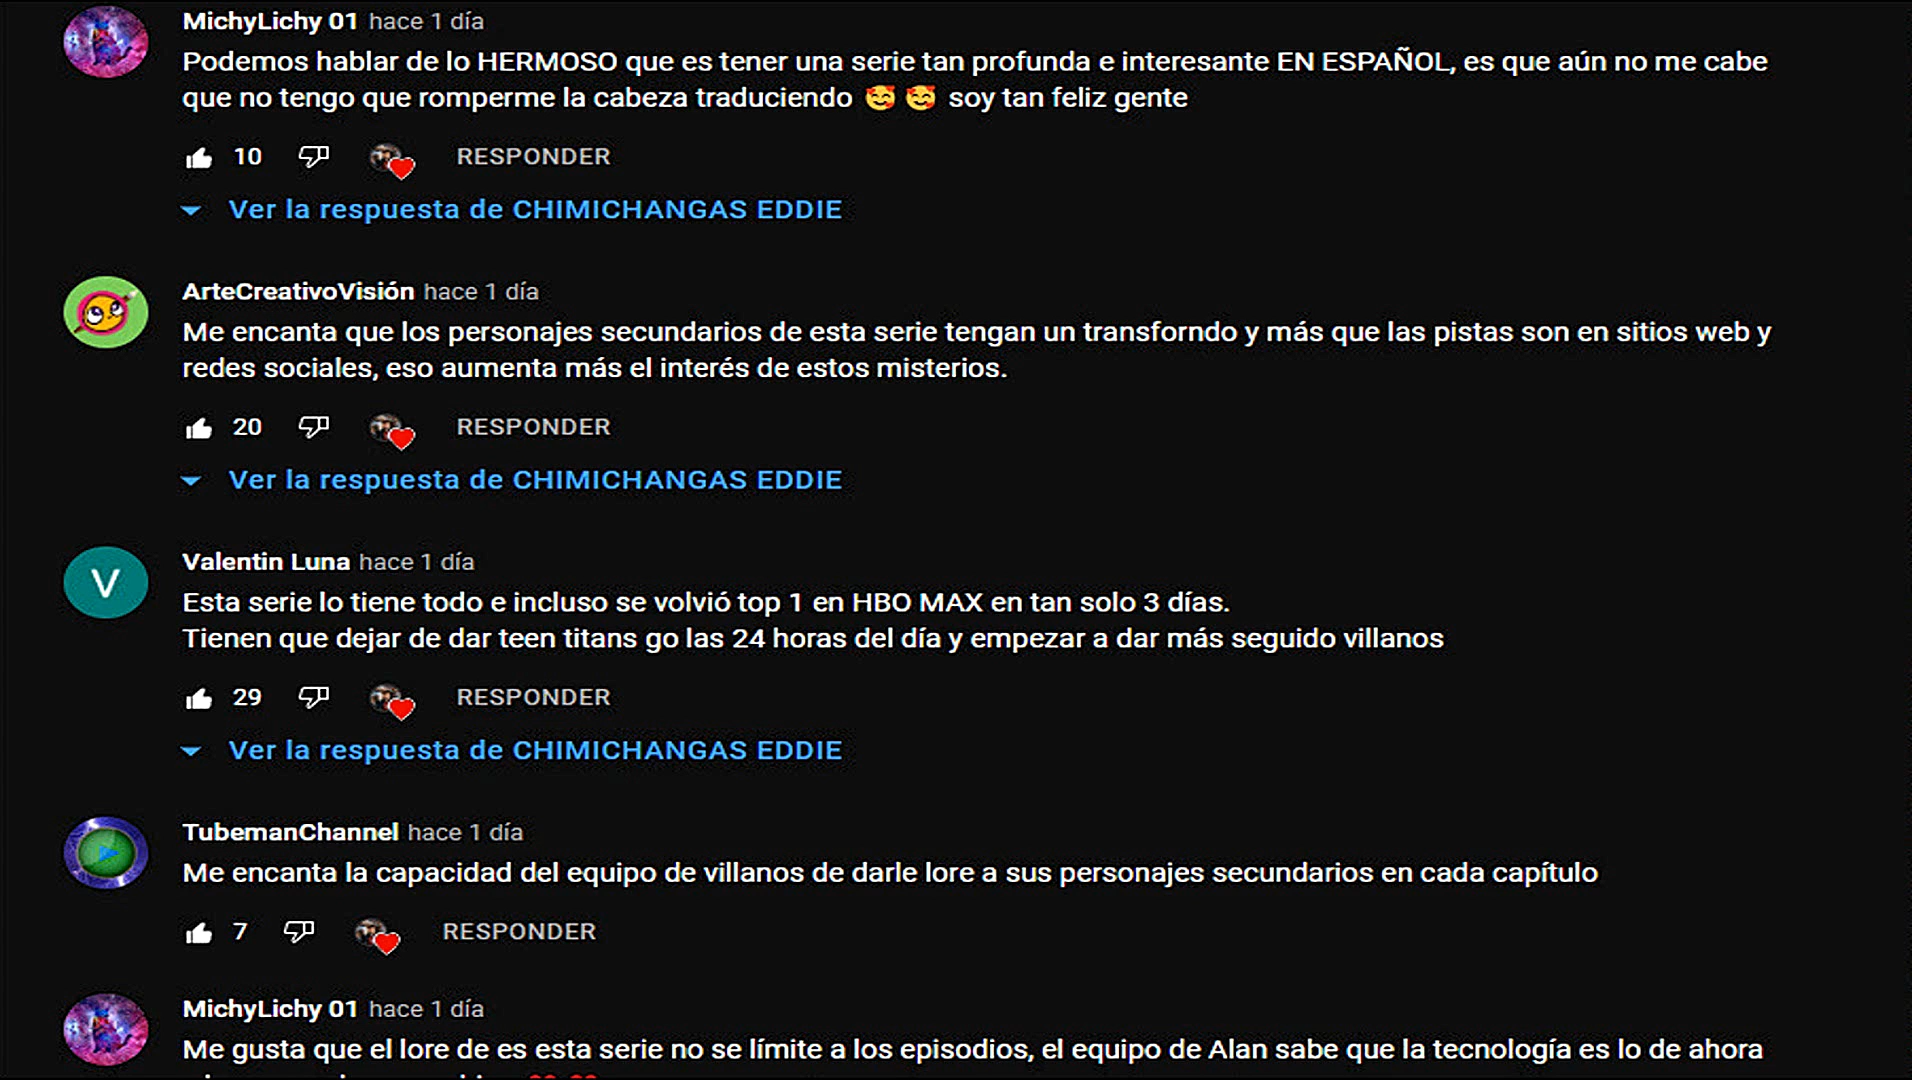 MichyLichy 01 hace 1 día
Podemos hablar de lo HERMOSO que es tener una serie tan profunda e interesante EN ESPAÑOL, es que aún no me cabe
que no tengo que romperme la cabeza traduciendo 🥰 🥰 soy tan feliz gente
10 RESPONDER
Ver la respuesta de CHIMICHANGAS EDDIE
ArteCreativoVisión hace 1 día
Me encanta que los personajes secundarios de esta serie tengan un transforndo y más que las pistas son en sitios web y
redes sociales, eso aumenta más el interés de estos misterios.
20 RESPONDER
Ver la respuesta de CHIMICHANGAS EDDIE
V
Valentin Luna hace 1 día
Esta serie lo tiene todo e incluso se volvió top 1 en HBO MAX en tan solo 3 días.
Tienen que dejar de dar teen titans go las 24 horas del día y empezar a dar más seguido villanos
29 RESPONDER
Ver la respuesta de CHIMICHANGAS EDDIE
TubemanChannel hace 1 día
Me encanta la capacidad del equipo de villanos de darle lore a sus personajes secundarios en cada capítulo
7 RESPONDER
MichyLichy 01 hace 1 día
Me gusta que el lore de es esta serie no se límite a los episodios, el equipo de Alan sabe que la tecnología es lo de ahora